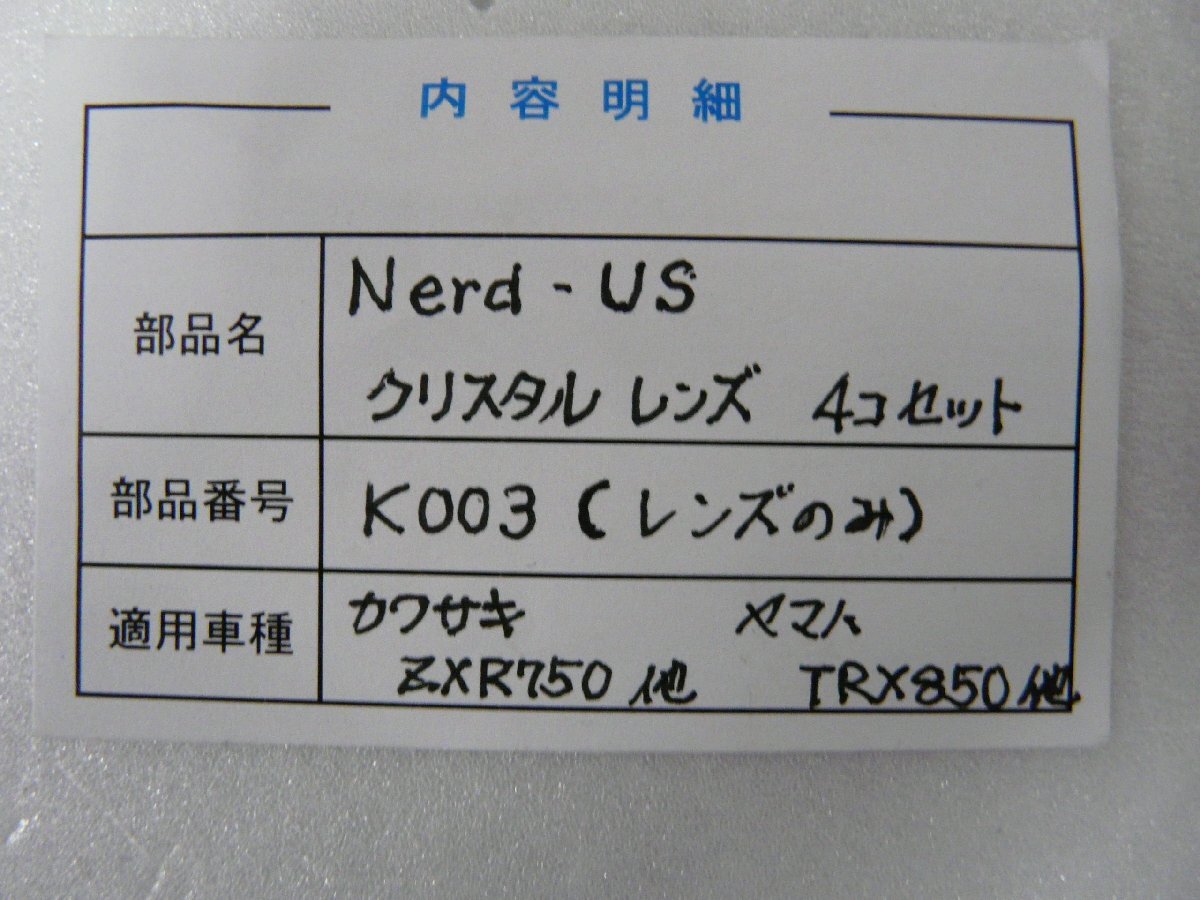 内容明細
部品名
Nerd - US
クリスタル レンズ 4コセット
部品番号
K003 (レンズのみ)
適用車種
カワサキ ヤマハ
ZXR750 他 TRX850 他